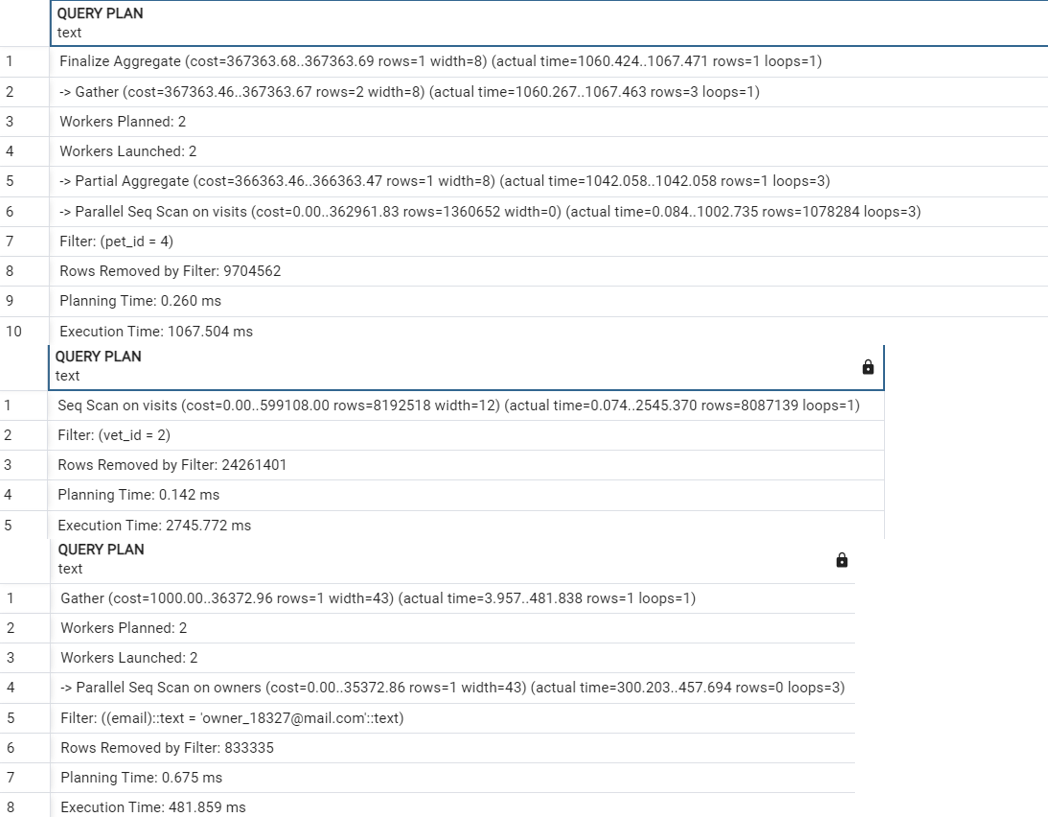 QUERY PLAN
text
1 Finalize Aggregate (cost=367363.68..367363.69 rows=1 width=8) (actual time=1060.424..1067.471 rows=1 loops=1)
2 -> Gather (cost=367363.46..367363.67 rows=2 width=8) (actual time=1060.267..1067.463 rows=3 loops=1)
3 Workers Planned: 2
4 Workers Launched: 2
5 -> Partial Aggregate (cost=366363.46..366363.47 rows=1 width=8) (actual time=1042.058..1042.058 rows=1 loops=3)
6 -> Parallel Seq Scan on visits (cost=0.00..362961.83 rows=1360652 width=0) (actual time=0.084..1002.735 rows=1078284 loops=3)
7 Filter: (pet_id = 4)
8 Rows Removed by Filter: 9704562
9 Planning Time: 0.260 ms
10 Execution Time: 1067.504 ms
QUERY PLAN
text
1 Seq Scan on visits (cost=0.00..599108.00 rows=8192518 width=12) (actual time=0.074..2545.370 rows=8087139 loops=1)
2 Filter: (vet_id = 2)
3 Rows Removed by Filter: 24261401
4 Planning Time: 0.142 ms
5 Execution Time: 2745.772 ms
QUERY PLAN
text
1 Gather (cost=1000.00..36372.96 rows=1 width=43) (actual time=3.957..481.838 rows=1 loops=1)
2 Workers Planned: 2
3 Workers Launched: 2
4 -> Parallel Seq Scan on owners (cost=0.00..35372.86 rows=1 width=43) (actual time=300.203..457.694 rows=0 loops=3)
5 Filter: ((email)::text = 'owner_18327@mail.com'::text)
6 Rows Removed by Filter: 833335
7 Planning Time: 0.675 ms
8 Execution Time: 481.859 ms